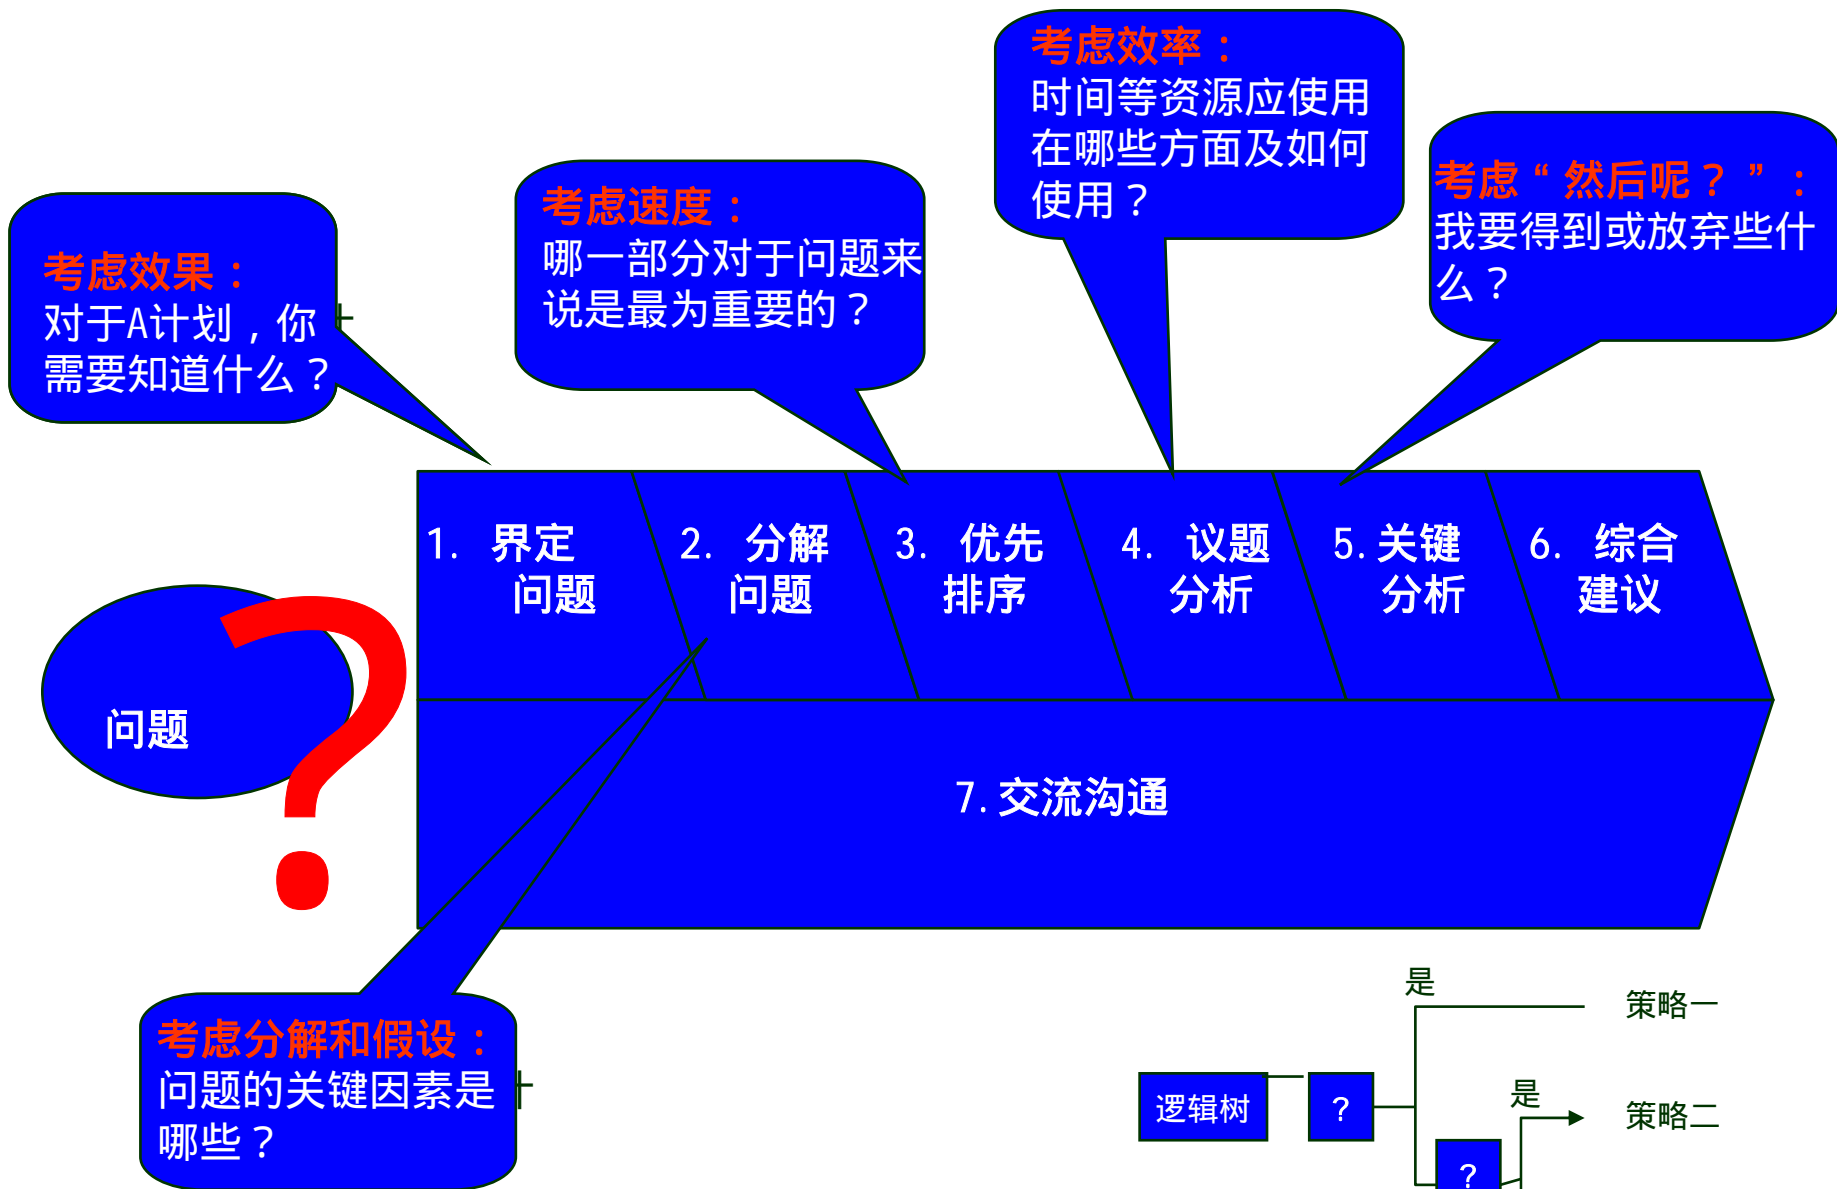 考虑效率：
时间等资源应使用
在哪些方面及如何
使用？
考虑“然后呢？”：
我要得到或放弃些什
么？
考虑速度：
哪一部分对于问题来
说是最为重要的？
考虑效果：
对于A计划，你
需要知道什么？
1. 界定
问题
2. 分解
问题
3. 优先
排序
4. 议题
分析
5.关键
分析
6. 综合
建议
问题
?
7.交流沟通
考虑分解和假设：
问题的关键因素是
哪些？
是
策略一
逻辑树
?
是
策略二
?